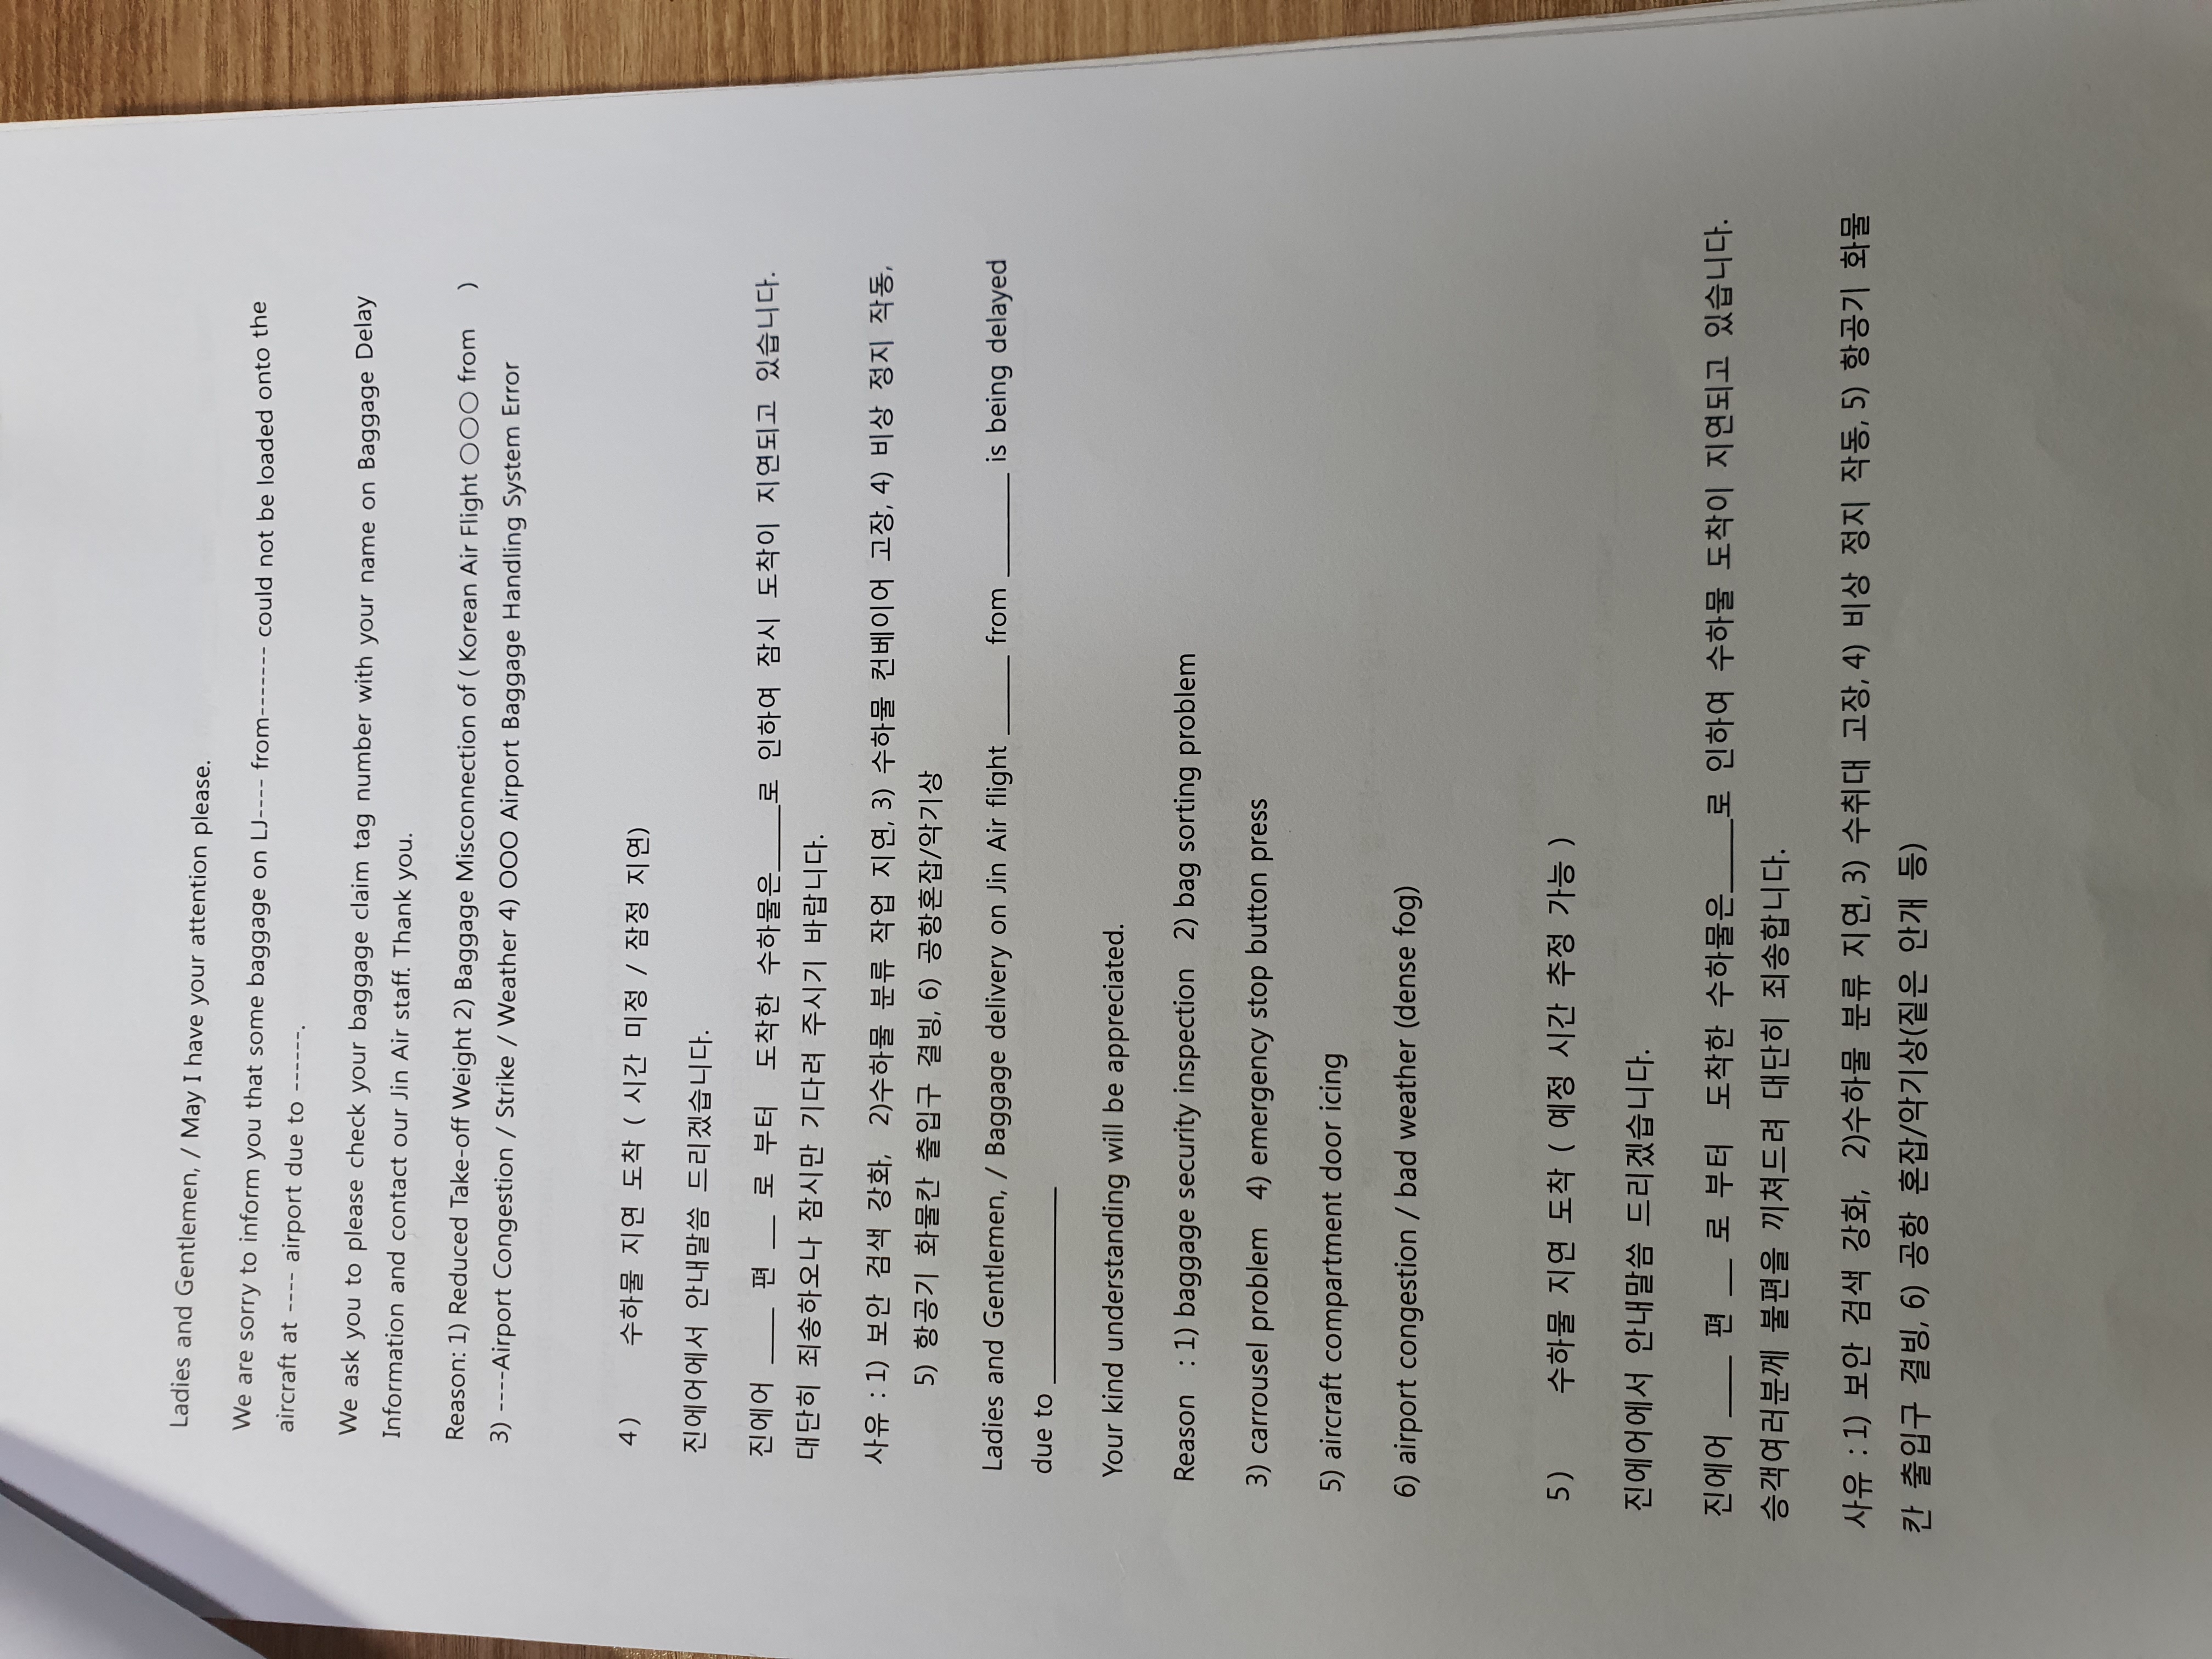 Ladies and Gentlemen, / May I have your attention please.
We are sorry to inform you that some baggage on LJ---- from------- could not be loaded onto the
aircraft at ---- airport due to ------.
We ask you to please check your baggage claim tag number with your name on Baggage Delay
Information and contact our Jin Air staff. Thank you.
Reason: 1) Reduced Take-off Weight 2) Baggage Misconnection of ( Korean Air Flight ○○○ from )
3) ----Airport Congestion / Strike / Weather 4) OOO Airport Baggage Handling System Error
4) 수하물 지연 도착 ( 시간 미정 / 잠정 지연)
진에어에서 안내말씀 드리겠습니다.
진에어 ____ 편 ___ 로 부터 도착한 수하물은_____로 인하여 잠시 도착이 지연되고 있습니다.
대단히 죄송하오나 잠시만 기다려 주시기 바랍니다.
사유 : 1) 보안 검색 강화, 2)수하물 분류 작업 지연, 3) 수하물 컨베이어 고장, 4) 비상 정지 작동,
5) 항공기 화물칸 출입구 결빙, 6) 공항혼잡/악기상
Ladies and Gentlemen, / Baggage delivery on Jin Air flight ______ from ________ is being delayed
due to _______________
Your kind understanding will be appreciated.
Reason : 1) baggage security inspection 2) bag sorting problem
3) carrousel problem 4) emergency stop button press
5) aircraft compartment door icing
6) airport congestion / bad weather (dense fog)
5) 수하물 지연 도착 ( 예정 시간 추정 가능 )
진에어에서 안내말씀 드리겠습니다.
진에어 ____ 편 ___ 로 부터 도착한 수하물은_____로 인하여 수하물 도착이 지연되고 있습니다.
승객여러분께 불편을 끼쳐드려 대단히 죄송합니다.
사유 : 1) 보안 검색 강화, 2)수하물 분류 지연, 3) 수취대 고장, 4) 비상 정지 작동, 5) 항공기 화물
칸 출입구 결빙, 6) 공항 혼잡/악기상(짙은 안개 등)